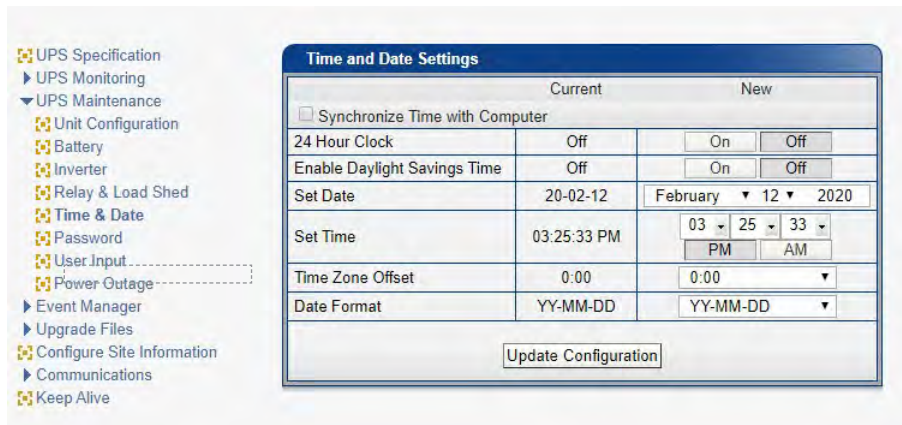 UPS Specification
UPS Monitoring
UPS Maintenance
Unit Configuration
Battery
Inverter
Relay & Load Shed
Time & Date
Password
User Input
Power Outage
Event Manager
Upgrade Files
Configure Site Information
Communications
Keep Alive
Time and Date Settings
Current New
Synchronize Time with Computer
24 Hour Clock Off On Off
Enable Daylight Savings Time Off On Off
Set Date 20-02-12 February 12 2020
Set Time 03:25:33 PM 03 25 33
PM AM
Time Zone Offset 0:00 0:00
Date Format YY-MM-DD YY-MM-DD
Update Configuration